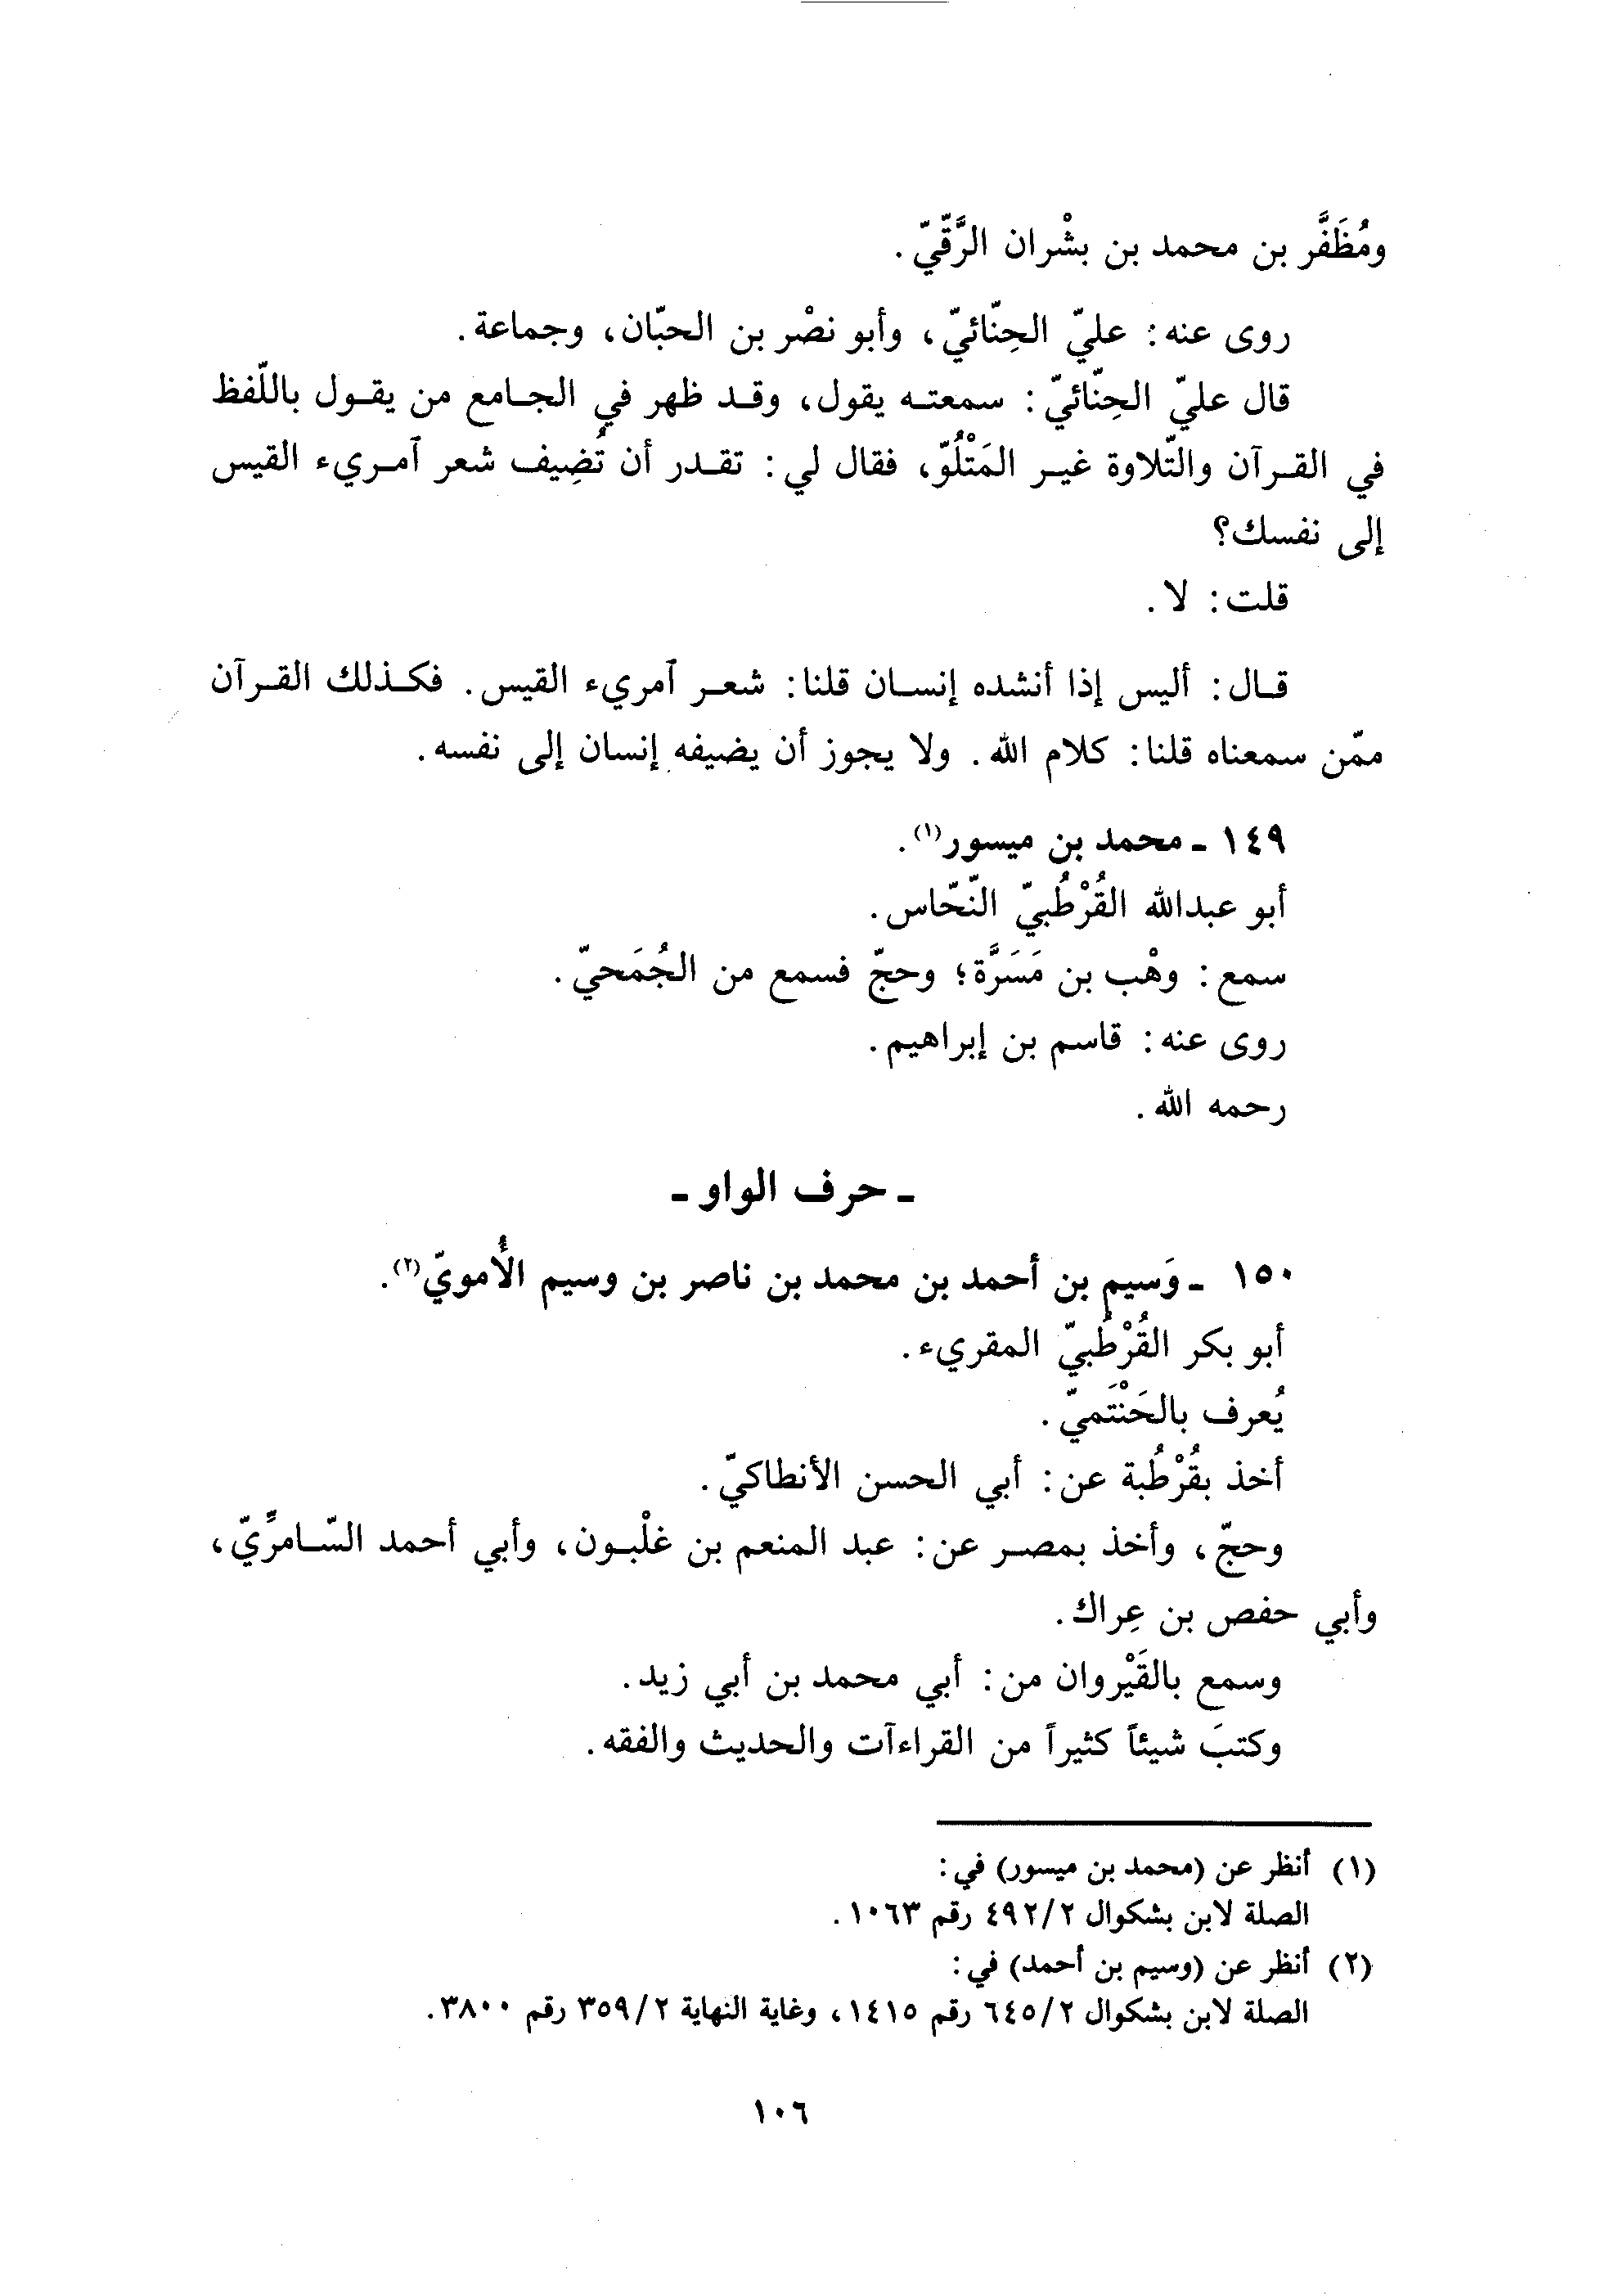 ومُظَفَّر بن محمد بن بشْران الرَّقّيّ.
روى عنه: عليّ الحِنّائيّ، وأبو نصْر بن الحبّان، وجماعة.
قال عليّ الحِنّائيّ: سمعته يقول، وقد ظهر في الجامع من يقول باللّفظ
في القرآن والتّلاوة غير المَتْلُوّ، فقال لي: تقدر أن تُضِيف شعر آمريء القيس
إلى نفسك؟
قلت: لا.
قال: أليس إذا أنشده إنسان قلنا: شعر آمريء القيس. فكذلك القرآن
ممّن سمعناه قلنا: كلام الله. ولا يجوز أن يضيفه إنسان إلى نفسه.
١٤٩ ـ محمد بن ميسور(١).
أبو عبدالله القُرْطُبيّ النّحّاس.
سمع: وهْب بن مَسَرَّة؛ وحجّ فسمع من الجُمَحيّ.
روى عنه: قاسم بن إبراهيم.
رحمه الله.
ـ حرف الواو ـ
١٥٠ ـ وَسيم بن أحمد بن محمد بن ناصر بن وسيم الأُمويّ(٢).
أبو بكر القُرْطُبيّ المقريء.
يُعرف بالحَنْتَميّ.
أخذ بقُرْطُبة عن: أبي الحسن الأنطاكيّ.
وحجّ، وأخذ بمصر عن: عبد المنعم بن غلْبون، وأبي أحمد السّامرِّيّ،
وأبي حفص بن عِراك.
وسمع بالقَيْروان من: أبي محمد بن أبي زيد.
وكتبَ شيئاً كثيراً من القراءآت والحديث والفقه.
(١) أنظر عن (محمد بن ميسور) في:
الصلة لابن بشكوال ٤٩٢/٢ رقم ١٠٦٣.
(٢) أنظر عن (وسيم بن أحمد) في:
الصلة لابن بشكوال ٦٤٥/٢ رقم ١٤١٥، وغاية النهاية ٣٥٩/٢ رقم ٣٨٠٠.
١٠٦